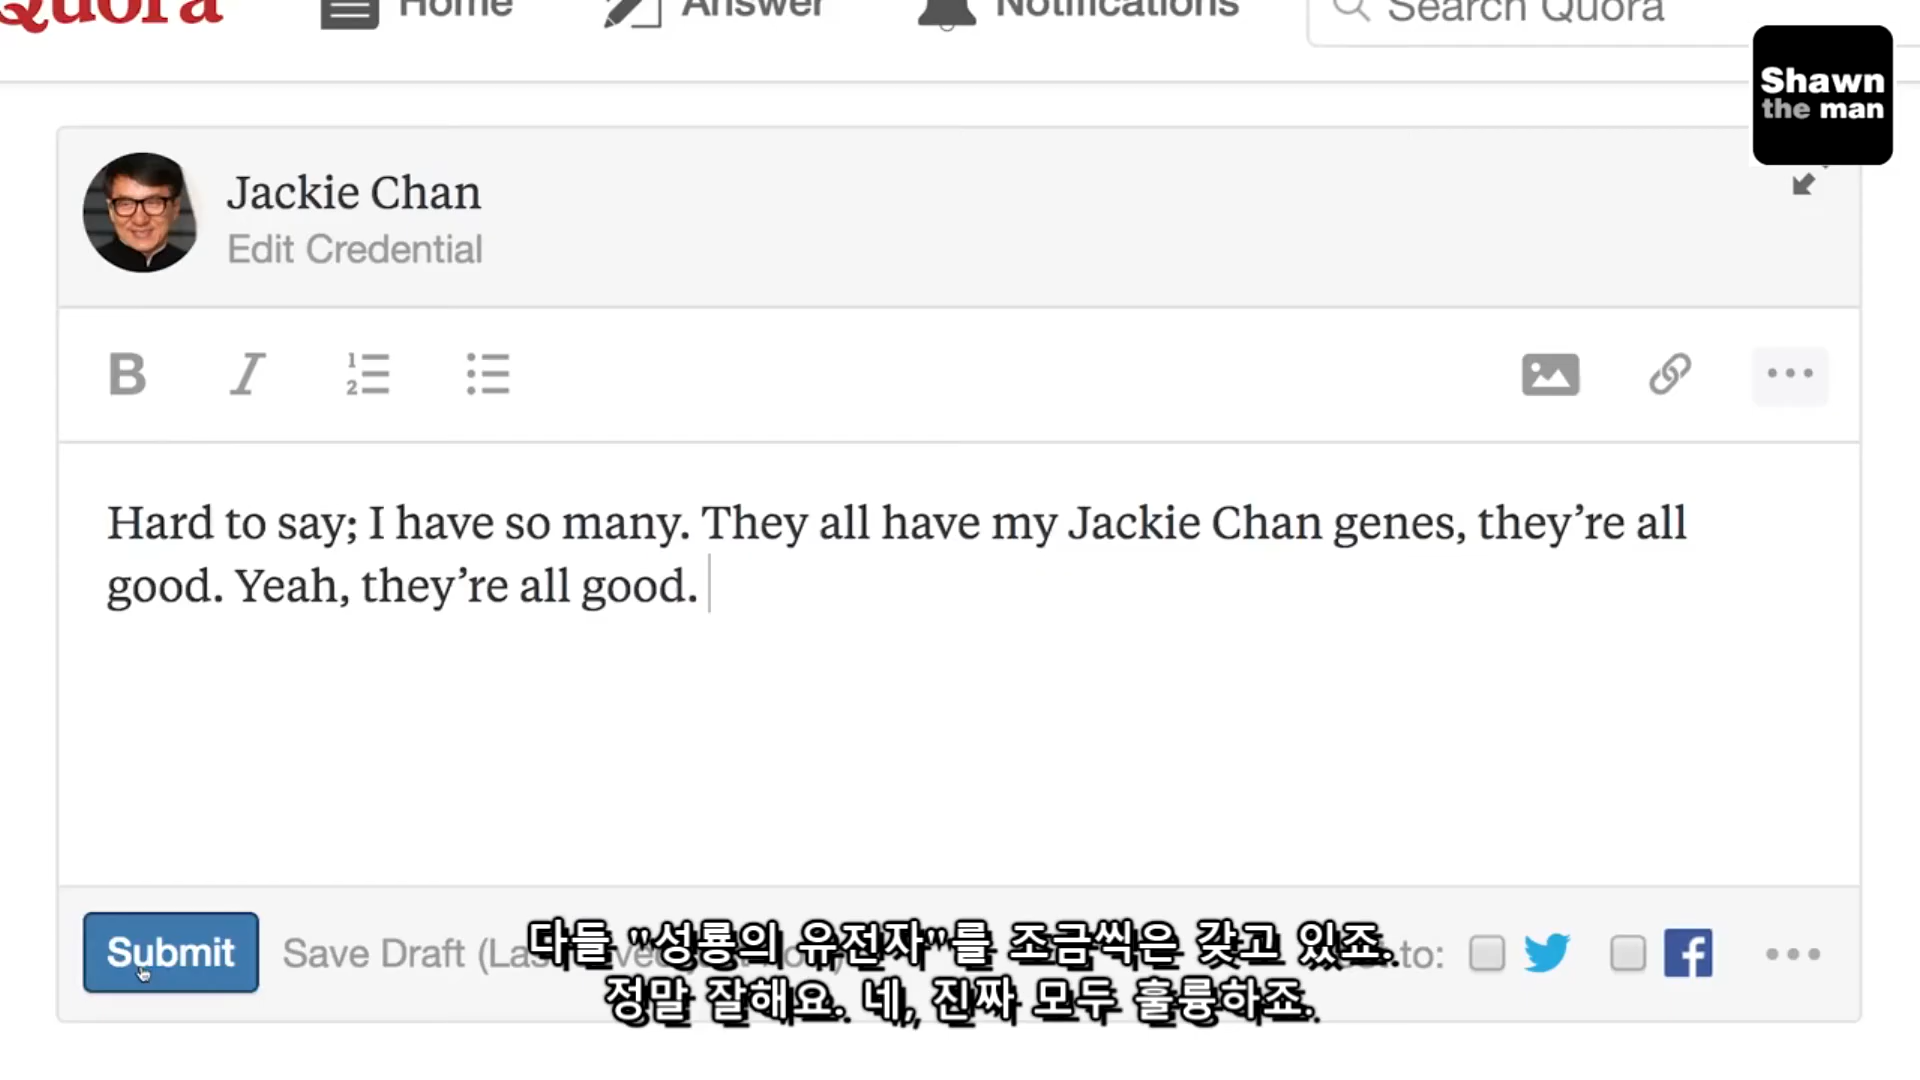 Quora
Home
Answer
Notifications
Search Quora
Shawn
the man
Jackie Chan
Edit Credential
B I
1
2
Hard to say; I have so many. They all have my Jackie Chan genes, they’re all
good. Yeah, they’re all good.
Submit
Save Draft
to:
다들 "성룡의 유전자"를 조금씩은 갖고 있죠.
정말 잘해요. 네, 진짜 모두 훌륭하죠.